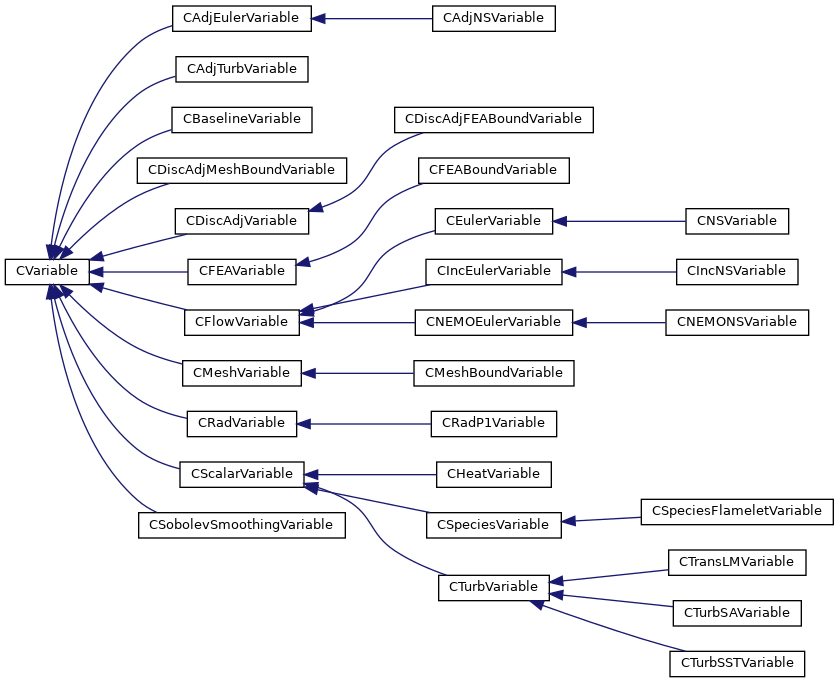 CAdjEulerVariable
CAdjNSVariable
CAdjTurbVariable
CBaselineVariable
CDiscAdjFEABoundVariable
CDiscAdjMeshBoundVariable
CFEABoundVariable
CDiscAdjVariable
CEulerVariable
CNSVariable
CVariable
CFEAVariable
CIncEulerVariable
CIncNSVariable
CFlowVariable
CNEMOEulerVariable
CNEMONSVariable
CMeshVariable
CMeshBoundVariable
CRadVariable
CRadP1Variable
CScalarVariable
CHeatVariable
CSpeciesFlameletVariable
CSobolevSmoothingVariable
CSpeciesVariable
CTransLMVariable
CTurbVariable
CTurbSAVariable
CTurbSSTVariable